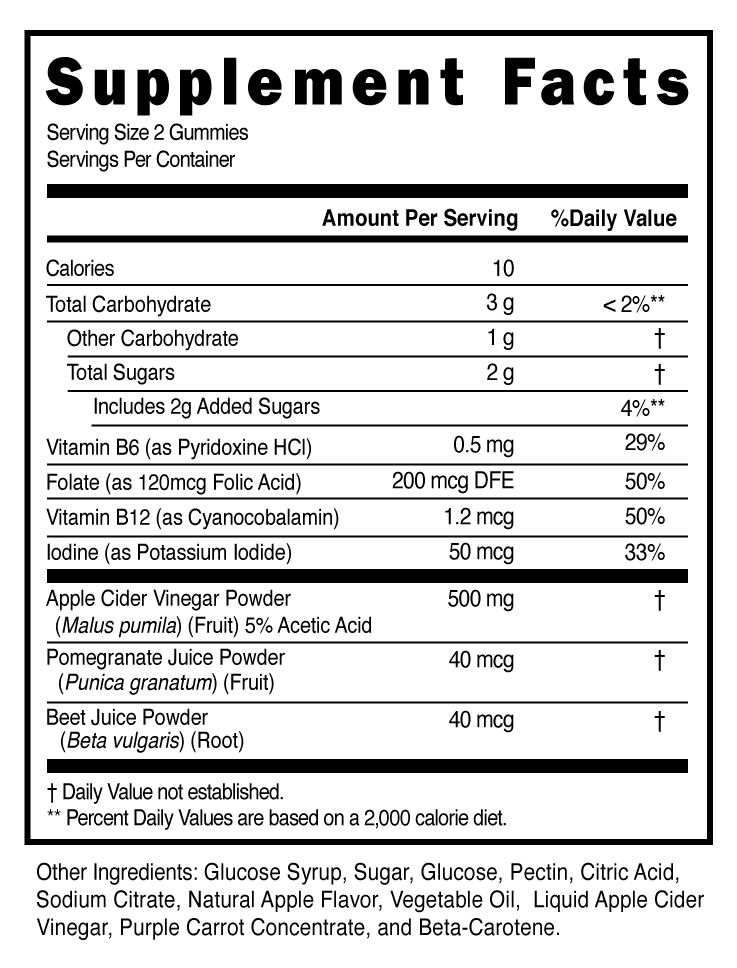 Supplement Facts
Serving Size 2 Gummies
Servings Per Container
Amount Per Serving %Daily Value
Calories 10
Total Carbohydrate 3 g < 2%**
Other Carbohydrate 1 g †
Total Sugars 2 g †
Includes 2g Added Sugars 4%**
Vitamin B6 (as Pyridoxine HCl) 0.5 mg 29%
Folate (as 120mcg Folic Acid) 200 mcg DFE 50%
Vitamin B12 (as Cyanocobalamin) 1.2 mcg 50%
Iodine (as Potassium Iodide) 50 mcg 33%
Apple Cider Vinegar Powder 500 mg †
(Malus pumila) (Fruit) 5% Acetic Acid
Pomegranate Juice Powder 40 mcg †
(Punica granatum) (Fruit)
Beet Juice Powder 40 mcg †
(Beta vulgaris) (Root)
† Daily Value not established.
** Percent Daily Values are based on a 2,000 calorie diet.
Other Ingredients: Glucose Syrup, Sugar, Glucose, Pectin, Citric Acid,
Sodium Citrate, Natural Apple Flavor, Vegetable Oil, Liquid Apple Cider
Vinegar, Purple Carrot Concentrate, and Beta-Carotene.